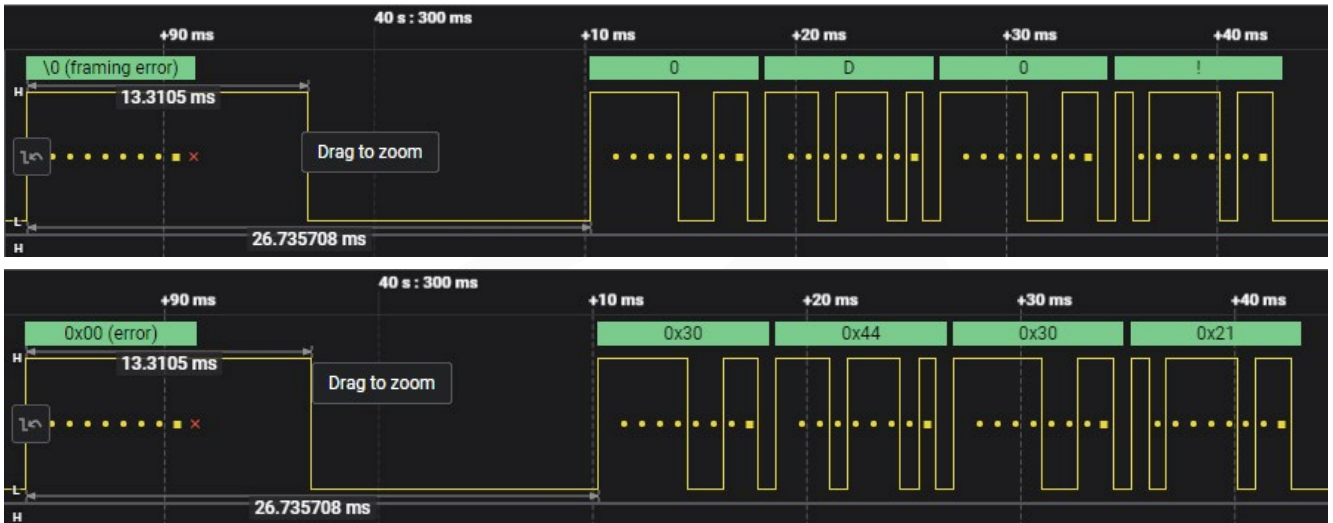 40 s : 300 ms
+90 ms +10 ms +20 ms +30 ms +40 ms
\0 (framing error) 0 D 0 !
H
13.3105 ms
Drag to zoom
L
26.735708 ms
H
40 s : 300 ms
+90 ms +10 ms +20 ms +30 ms +40 ms
0x00 (error) 0x30 0x44 0x30 0x21
H
13.3105 ms
Drag to zoom
L
26.735708 ms
H